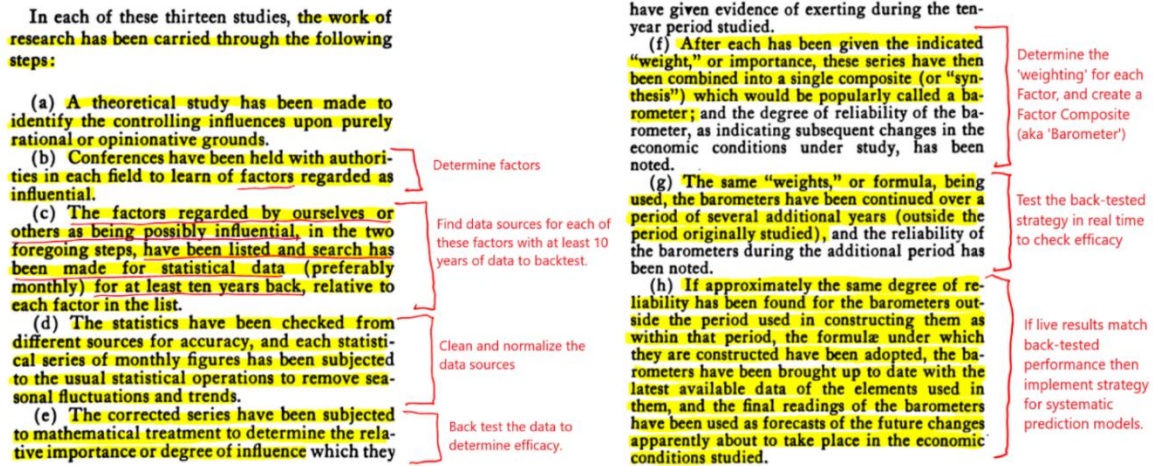 In each of these thirteen studies, the work of
research has been carried through the following
steps:
(a) A theoretical study has been made to
identify the controlling influences upon purely
rational or opinionative grounds.
(b) Conferences have been held with authori-
ties in each field to learn of factors regarded as
influential.
(c) The factors regarded by ourselves or
others as being possibly influential, in the two
foregoing steps, have been listed and search has
been made for statistical data (preferably
monthly) for at least ten years back, relative to
each factor in the list.
(d) The statistics have been checked from
different sources for accuracy, and each statisti-
cal series of monthly figures has been subjected
to the usual statistical operations to remove sea-
sonal fluctuations and trends.
(e) The corrected series have been subjected
to mathematical treatment to determine the rela-
tive importance or degree of influence which they
Determine factors
Find data sources for each of
these factors with at least 10
years of data to backtest.
Clean and normalize the
data sources
Back test the data to
determine efficacy.
have given evidence of exerting during the ten-
year period studied.
(f) After each has been given the indicated
“weight,” or importance, these series have then
been combined into a single composite (or “syn-
thesis”) which would be popularly called a ba-
rometer; and the degree of reliability of the ba-
rometer, as indicating subsequent changes in the
economic conditions under study, has been
noted.
(g) The same “weights,” or formula, being
used, the barometers have been continued over a
period of several additional years (outside the
period originally studied), and the reliability of
the barometers during the additional period has
been noted.
(h) If approximately the same degree of re-
liability has been found for the barometers out-
side the period used in constructing them as
within that period, the formulæ under which
they are constructed have been adopted, the ba-
rometers have been brought up to date with the
latest available data of the elements used in
them, and the final readings of the barometers
have been used as forecasts of the future changes
apparently about to take place in the economic
conditions studied.
Determine the
'weighting' for each
Factor, and create a
Factor Composite
(aka 'Barometer')
Test the back-tested
strategy in real time
to check efficacy
If live results match
back-tested
performance then
implement strategy
for systematic
prediction models.